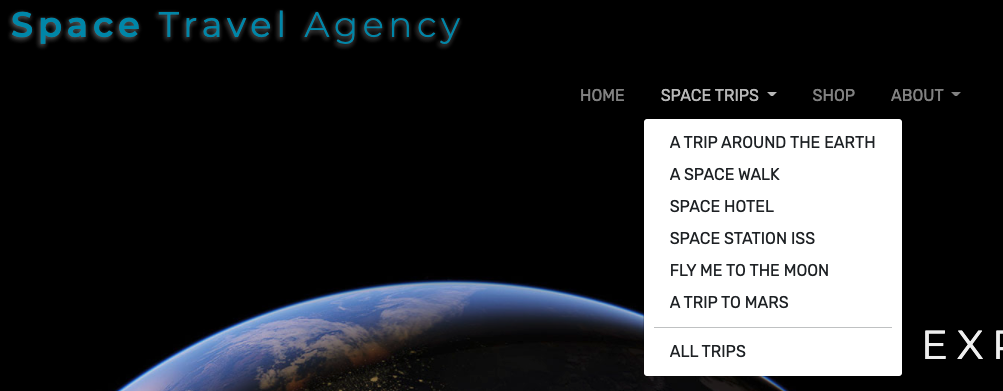 Space Travel Agency
HOME SPACE TRIPS SHOP ABOUT
A TRIP AROUND THE EARTH
A SPACE WALK
SPACE HOTEL
SPACE STATION ISS
FLY ME TO THE MOON
A TRIP TO MARS
ALL TRIPS